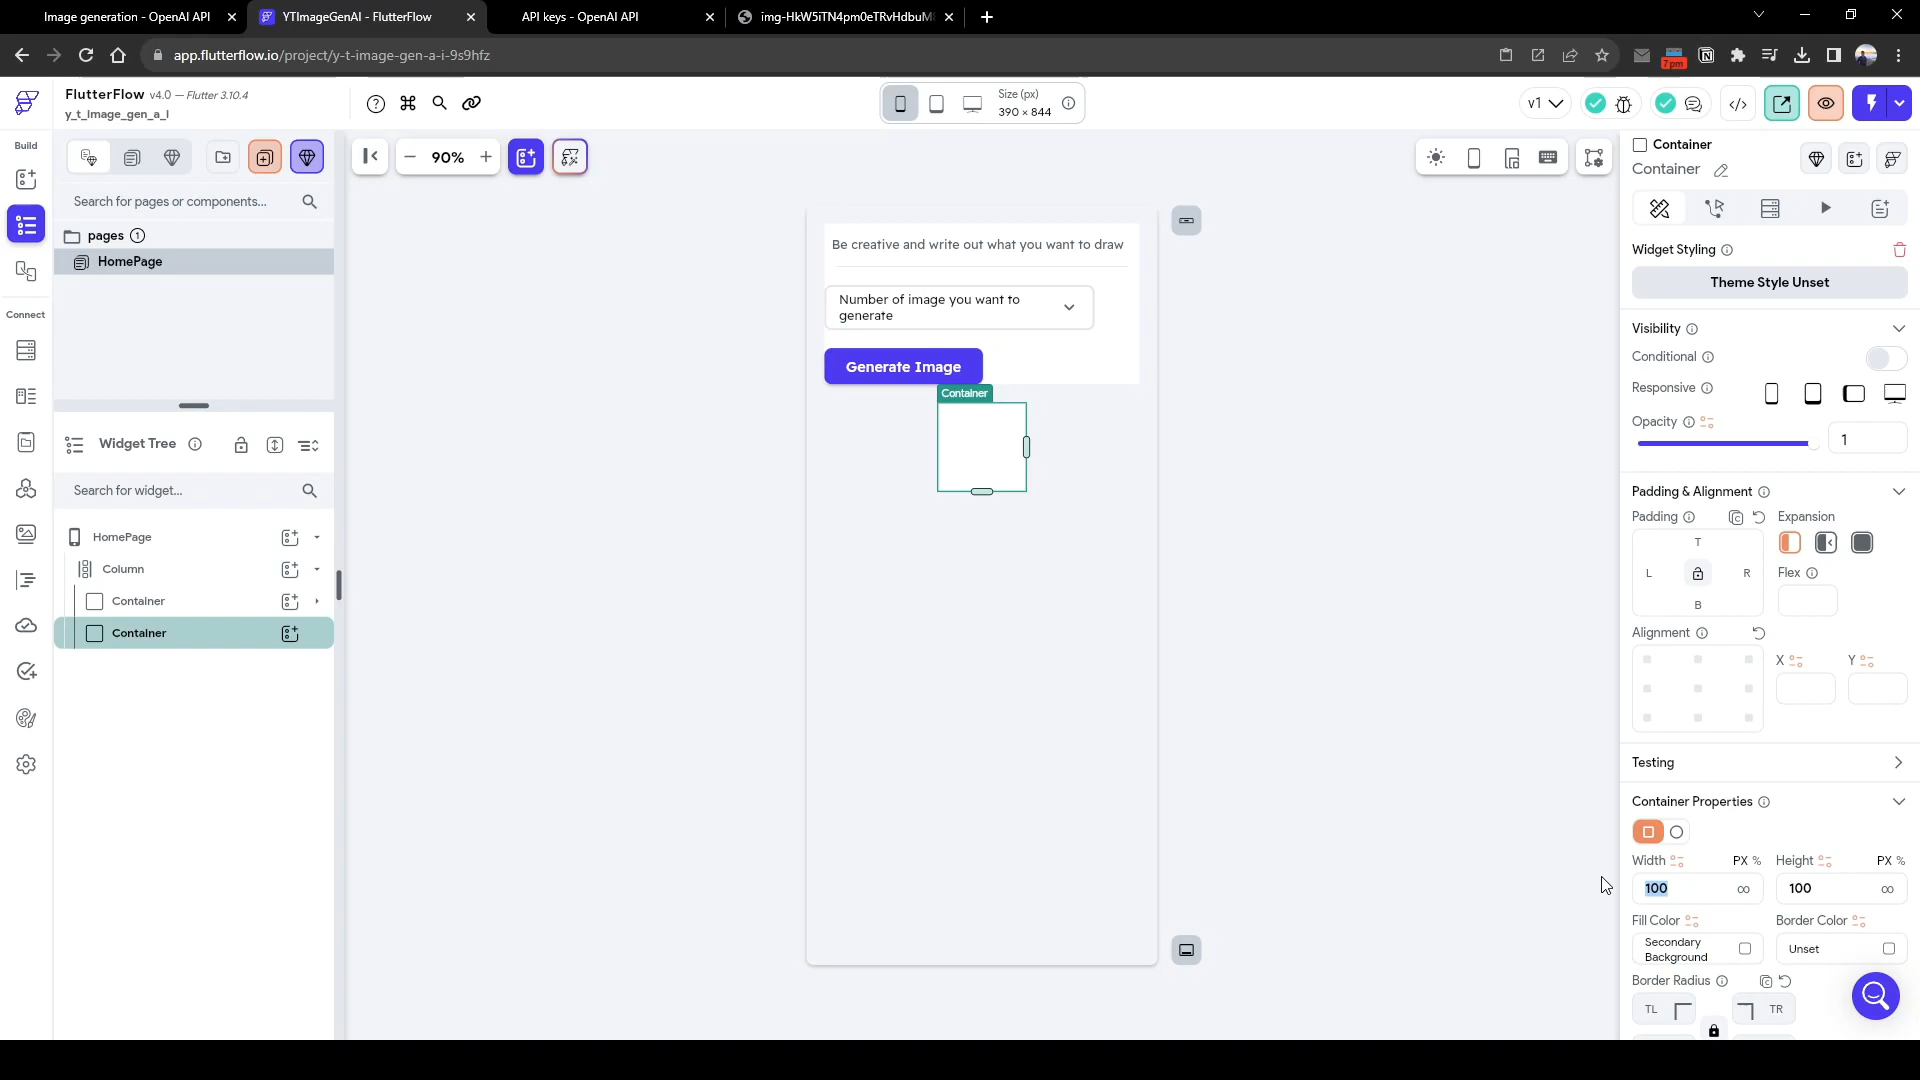 Image generation - OpenAI API
YTImageGenAI - FlutterFlow
API keys - OpenAI API
img-HkW5iTN4pm0eTRvHdbuM
app.flutterflow.io/project/y-t-image-gen-a-i-9s9hfz
7pm
FlutterFlow v4.0 — Flutter 3.10.4
y_t_Image_gen_a_I
Size (px)
390 × 844
v1
Build
90%
Search for pages or components...
pages 1
HomePage
Connect
Widget Tree
Search for widget...
HomePage
Column
Container
Container
Be creative and write out what you want to draw
Number of image you want to
generate
Generate Image
Container
Container
Container
Widget Styling
Theme Style Unset
Visibility
Conditional
Responsive
Opacity
1
Padding & Alignment
Padding
Expansion
T
L
R
B
Flex
Alignment
X
Y
Testing
Container Properties
Width PX %
Height PX %
100 ∞
100 ∞
Fill Color
Border Color
Secondary
Background
Unset
Border Radius
TL
TR